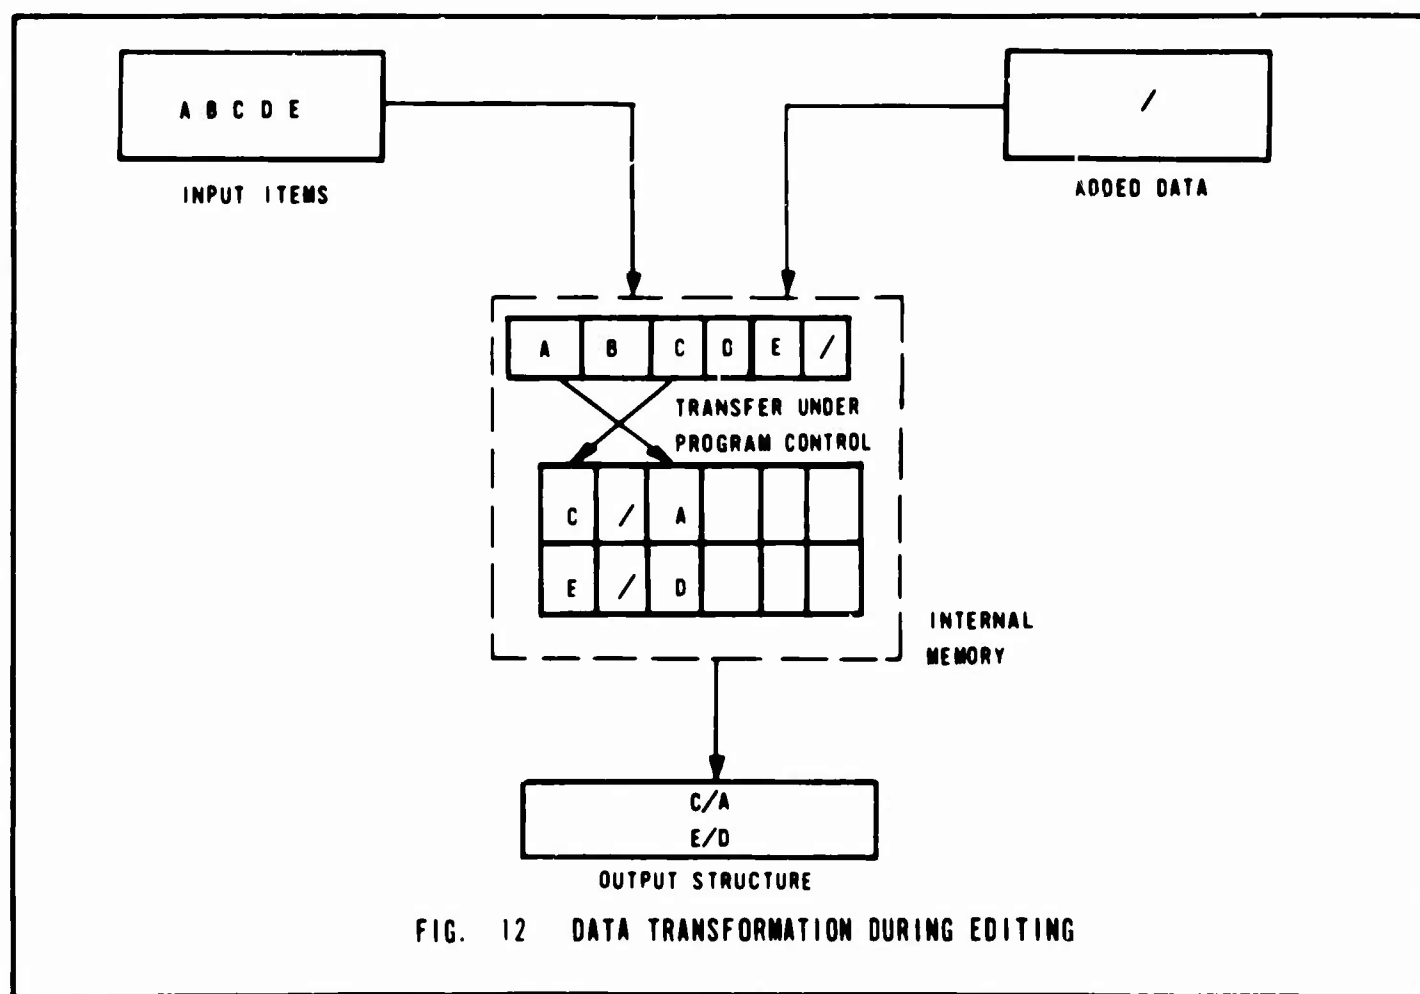 A B C D E
INPUT ITEMS
/
ADDED DATA
A B C D E /
TRANSFER UNDER
PROGRAM CONTROL
C / A
E / D
INTERNAL
MEMORY
C/A
E/D
OUTPUT STRUCTURE
FIG. 12 DATA TRANSFORMATION DURING EDITING